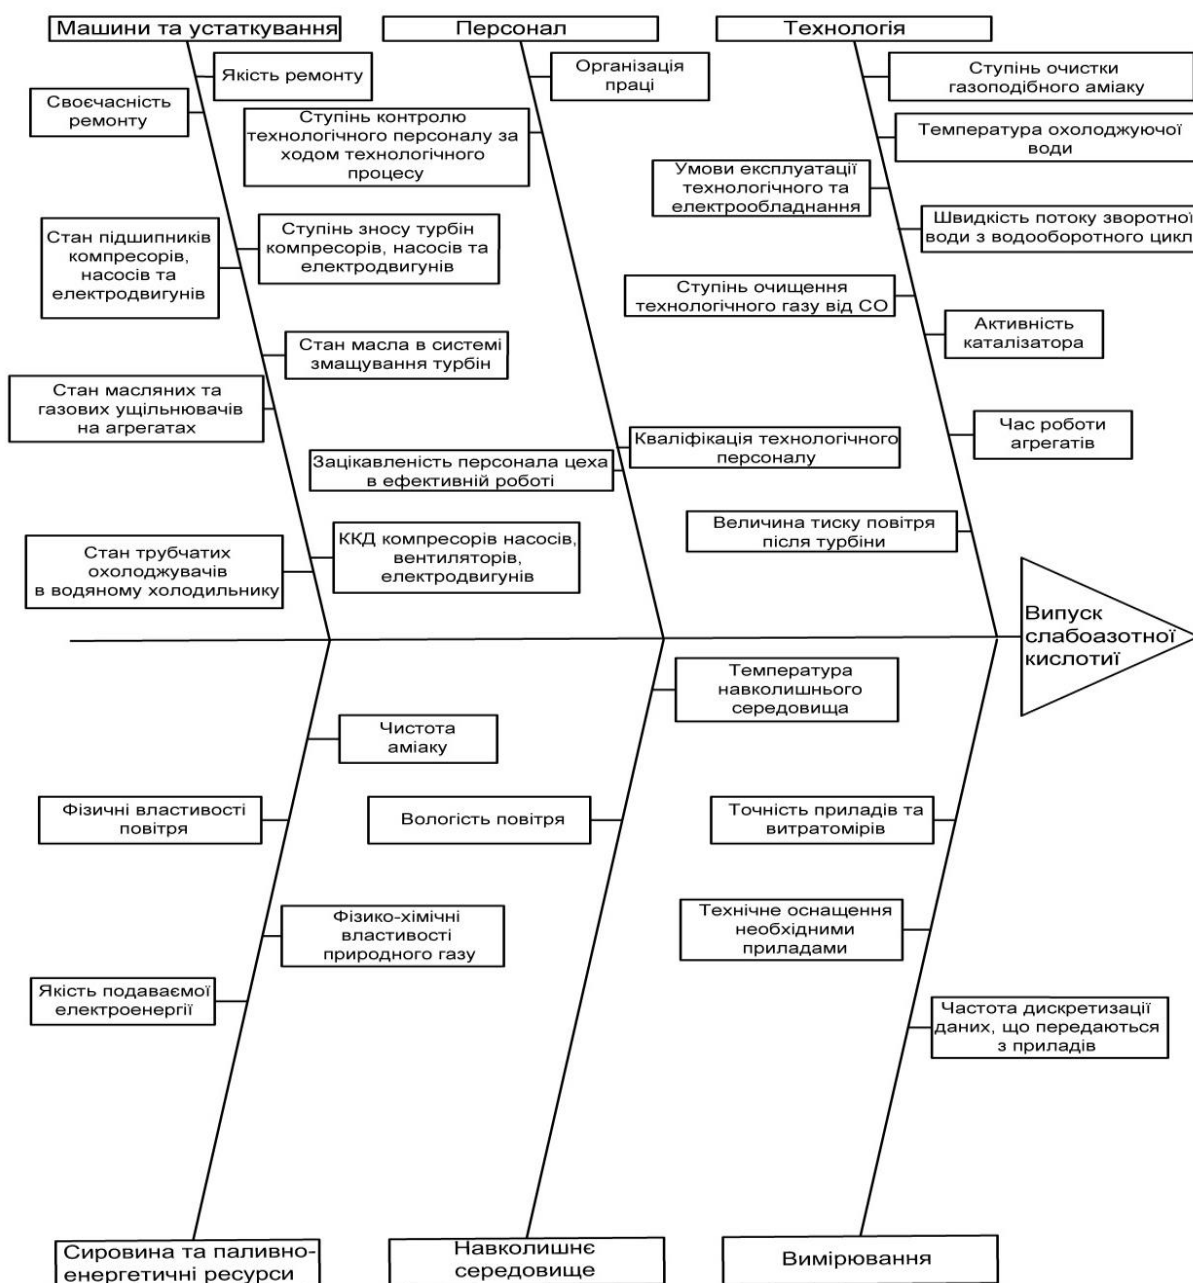 Машини та устаткування
Персонал
Технологія
Якість ремонту
Своєчасність
ремонту
Організація
праці
Ступінь контролю
технологічного персоналу за
ходом технологічного
процесу
Ступінь очистки
газоподібного аміаку
Температура охолоджуючої
води
Умови експлуатації
технологічного та
електрообладнання
Швидкість потоку зворотної
води з водооборотного цикл
Стан підшипників
компресорів,
насосів та
електродвигунів
Ступінь зносу турбін
компресорів, насосів та
електродвигунів
Ступінь очищення
технологічного газу від СО
Активність
каталізатора
Стан масла в системі
змащування турбін
Стан масляних та
газових ущільнювачів
на агрегатах
Час роботи
агрегатів
Кваліфікація технологічного
персоналу
Зацікавленість персонала цеха
в ефективній роботі
Величина тиску повітря
після турбіни
ККД компресорів насосів,
вентиляторів,
електродвигунів
Стан трубчатих
охолоджувачів
в водяному холодильнику
Випуск
слабоазотної
кислотиї
Температура
навколишнього
середовища
Чистота
аміаку
Фізичні властивості
повітря
Вологість повітря
Точність приладів та
витратомірів
Фізико-хімічні
властивості
природного газу
Технічне оснащення
необхідними
приладами
Якість подаваємої
електроенергії
Частота дискретизації
даних, що передаються
з приладів
Сировина та паливно-
енергетичні ресурси
Навколишнє
середовище
Вимірювання